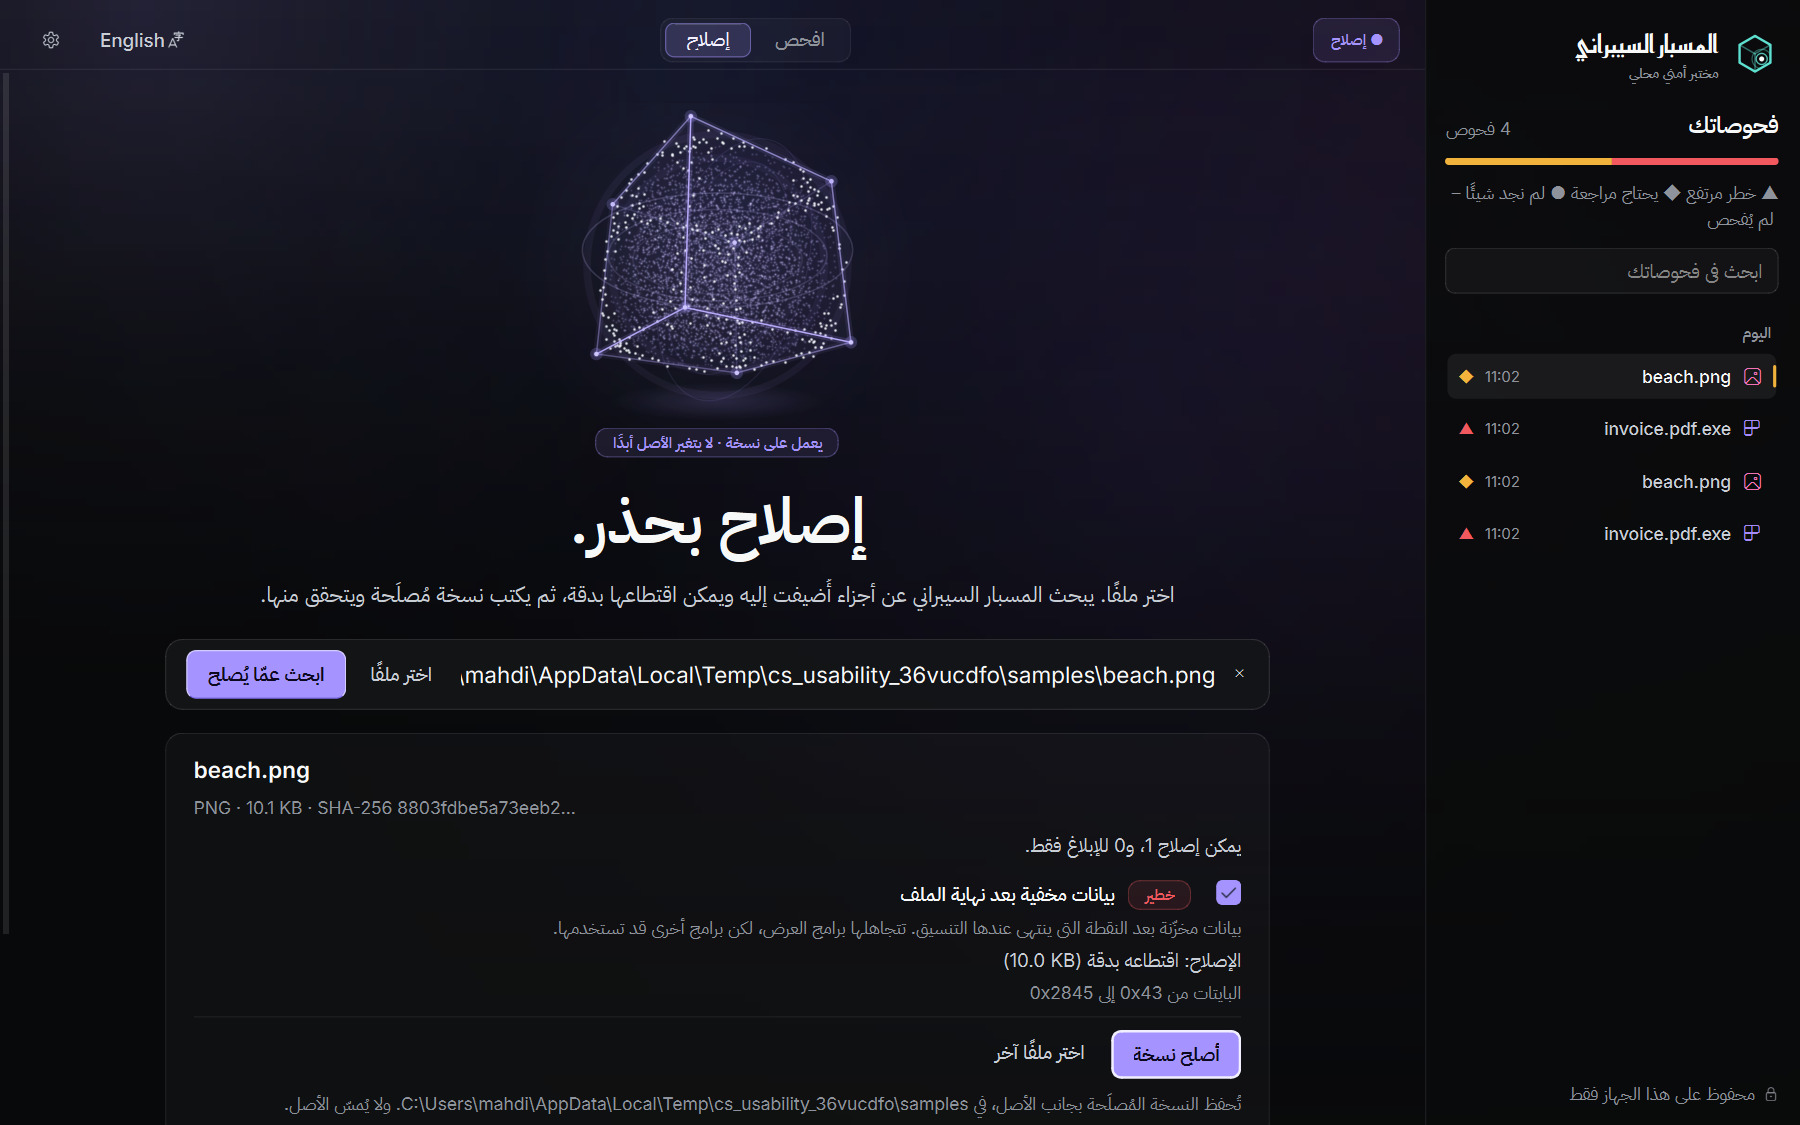 المسبار السيبراني
مختبر أمني محلي
فحوصاتك
4 فحوص
▲ خطر مرتفع ◆ يحتاج مراجعة ● لم نجد شيئًا –
لم يُفحص
ابحث في فحوصاتك
اليوم
beach.png 11:02
invoice.pdf.exe 11:02
beach.png 11:02
invoice.pdf.exe 11:02
محفوظ على هذا الجهاز فقط
إصلاح
افحص
إصلاح
English
يعمل على نسخة · لا يتغير الأصل أبدًا
إصلاح بحذر.
اختر ملفًا. يبحث المسبار السيبراني عن أجزاء أُضيفت إليه ويمكن اقتطاعها بدقة، ثم يكتب نسخة مُصلَحة ويتحقق منها.
× \mahdi\AppData\Local\Temp\cs_usability_36vucdfo\samples\beach.png
اختر ملفًا
ابحث عمّا يُصلح
beach.png
PNG · 10.1 KB · SHA-256 8803fdbe5a73eeb2...
يمكن إصلاح 1، و0 للإبلاغ فقط.
خطير بيانات مخفية بعد نهاية الملف
بيانات مخزّنة بعد النقطة التي ينتهي عندها التنسيق. تتجاهلها برامج العرض، لكن برامج أخرى قد تستخدمها.
الإصلاح: اقتطاعه بدقة (10.0 KB)
البايتات من 0x43 إلى 0x2845
أصلح نسخة
اختر ملفًا آخر
تُحفظ النسخة المُصلَحة بجانب الأصل، في C:\Users\mahdi\AppData\Local\Temp\cs_usability_36vucdfo\samples. ولا يُمسّ الأصل.